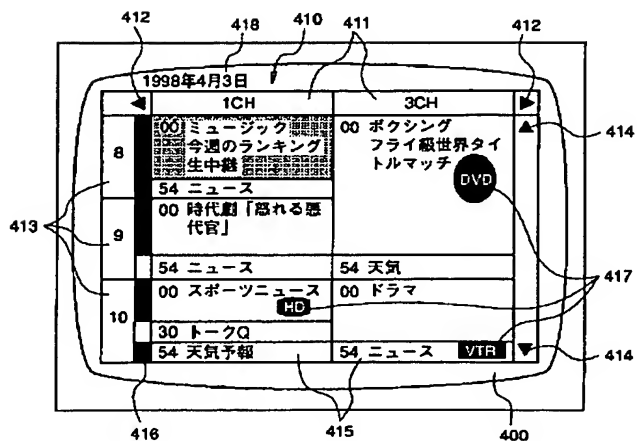 412 418 410 411 412
1998年4月3日
1CH 3CH
414
8
00 ミュージック
今週のランキング
生中継
54 ニュース
00 ボクシング
フライ級世界タイ
トルマッチ
DVD
413
9
00 時代劇「怒れる悪
代官」
54 ニュース
54 天気
417
10
00 スポーツニュース
HD
30 トークQ
54 天気予報
00 ドラマ
54 ニュース VTR
414
416 415 400